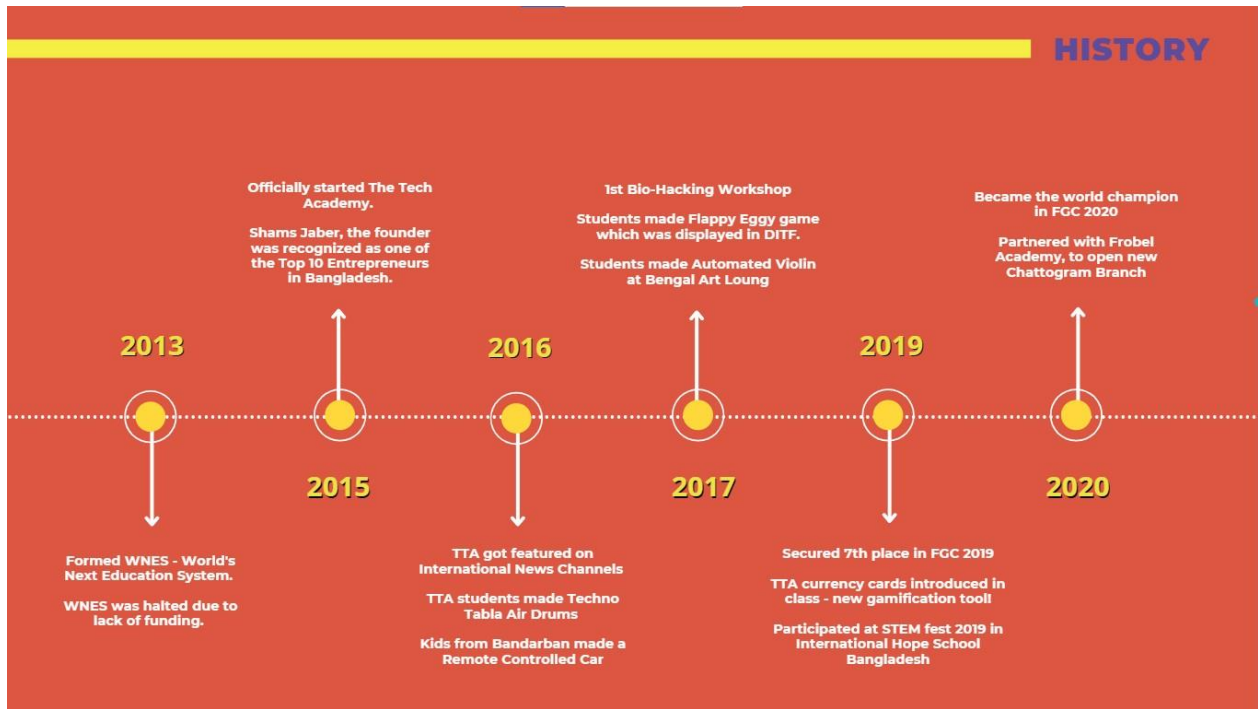 HISTORY
2013
Formed WNES - World's
Next Education System.
WNES was halted due to
lack of funding.
Officially started The Tech
Academy.
Shams Jaber, the founder
was recognized as one of
the Top 10 Entrepreneurs
in Bangladesh.
2015
2016
TTA got featured on
International News Channels
TTA students made Techno
Tabla Air Drums
Kids from Bandarban made a
Remote Controlled Car
1st Bio-Hacking Workshop
Students made Flappy Eggy game
which was displayed in DITF.
Students made Automated Violin
at Bengal Art Loung
2017
2019
Secured 7th place in FGC 2019
TTA currency cards introduced in
class - new gamification tool!
Participated at STEM fest 2019 in
International Hope School
Bangladesh
Became the world champion
in FGC 2020
Partnered with Frobel
Academy, to open new
Chattogram Branch
2020